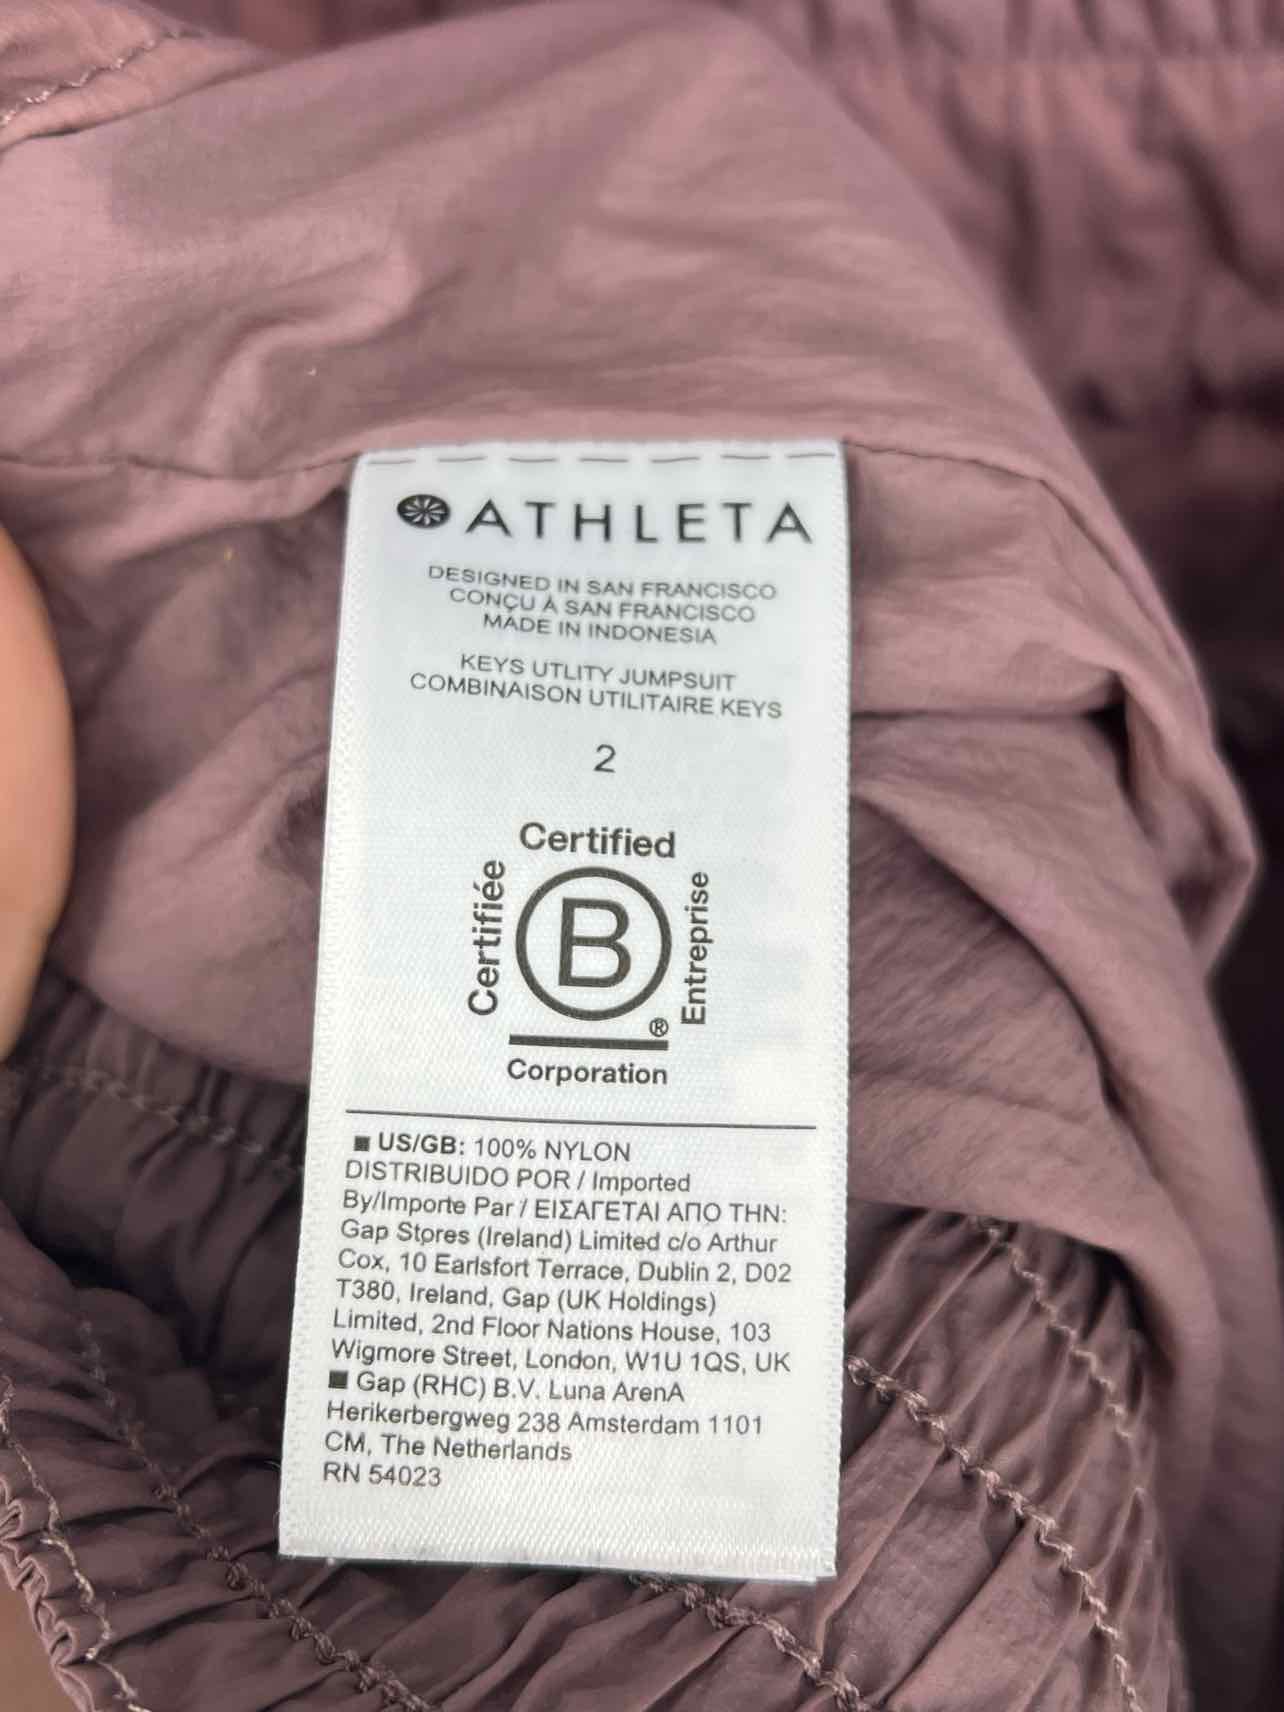 ATHLETA
DESIGNED IN SAN FRANCISCO
CONÇU À SAN FRANCISCO
MADE IN INDONESIA
KEYS UTLITY JUMPSUIT
COMBINAISON UTILITAIRE KEYS
2
Certified
Certifiée
B
Entreprise
®
Corporation
■ US/GB: 100% NYLON
DISTRIBUIDO POR / Imported
By/Importe Par / ΕΙΣΑΓΕΤΑΙ ΑΠΟ ΤΗΝ:
Gap Stores (Ireland) Limited c/o Arthur
Cox, 10 Earlsfort Terrace, Dublin 2, D02
T380, Ireland, Gap (UK Holdings)
Limited, 2nd Floor Nations House, 103
Wigmore Street, London, W1U 1QS, UK
■ Gap (RHC) B.V. Luna ArenA
Herikerbergweg 238 Amsterdam 1101
CM, The Netherlands
RN 54023